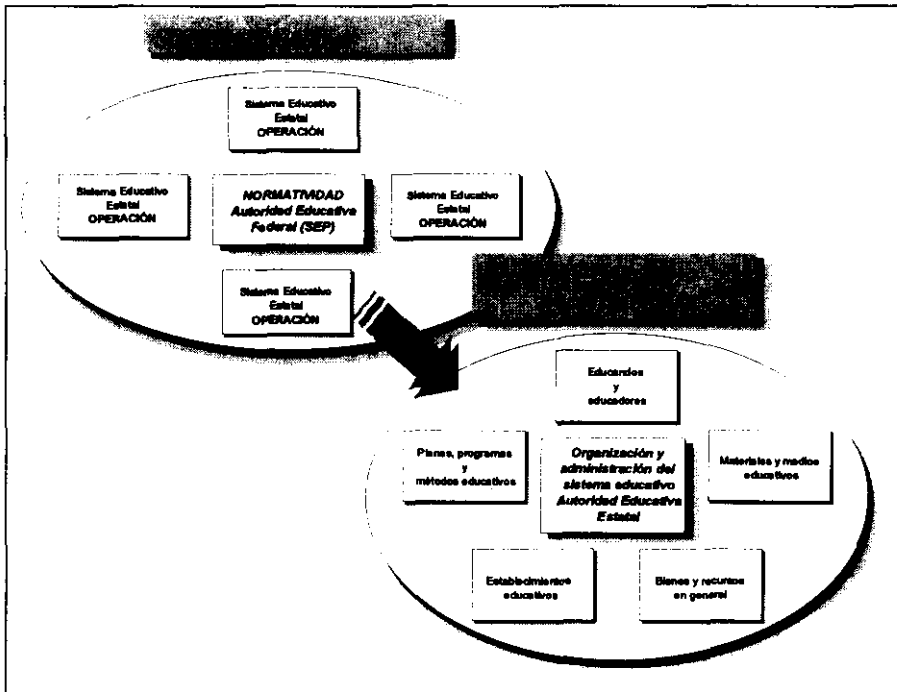 Sistema Educativo
Estatal
OPERACIÓN
Sistema Educativo
Estatal
OPERACIÓN
NORMATIVIDAD
Autoridad Educativa
Federal (SEP)
Sistema Educativo
Estatal
OPERACIÓN
Sistema Educativo
Estatal
OPERACIÓN
Educandos
y
educadores
Planes, programas
y
métodos educativos
Organización y
administración del
sistema educativo
Autoridad Educativa
Estatal
Materiales y medios
educativos
Establecimientos
educativos
Bienes y recursos
en general